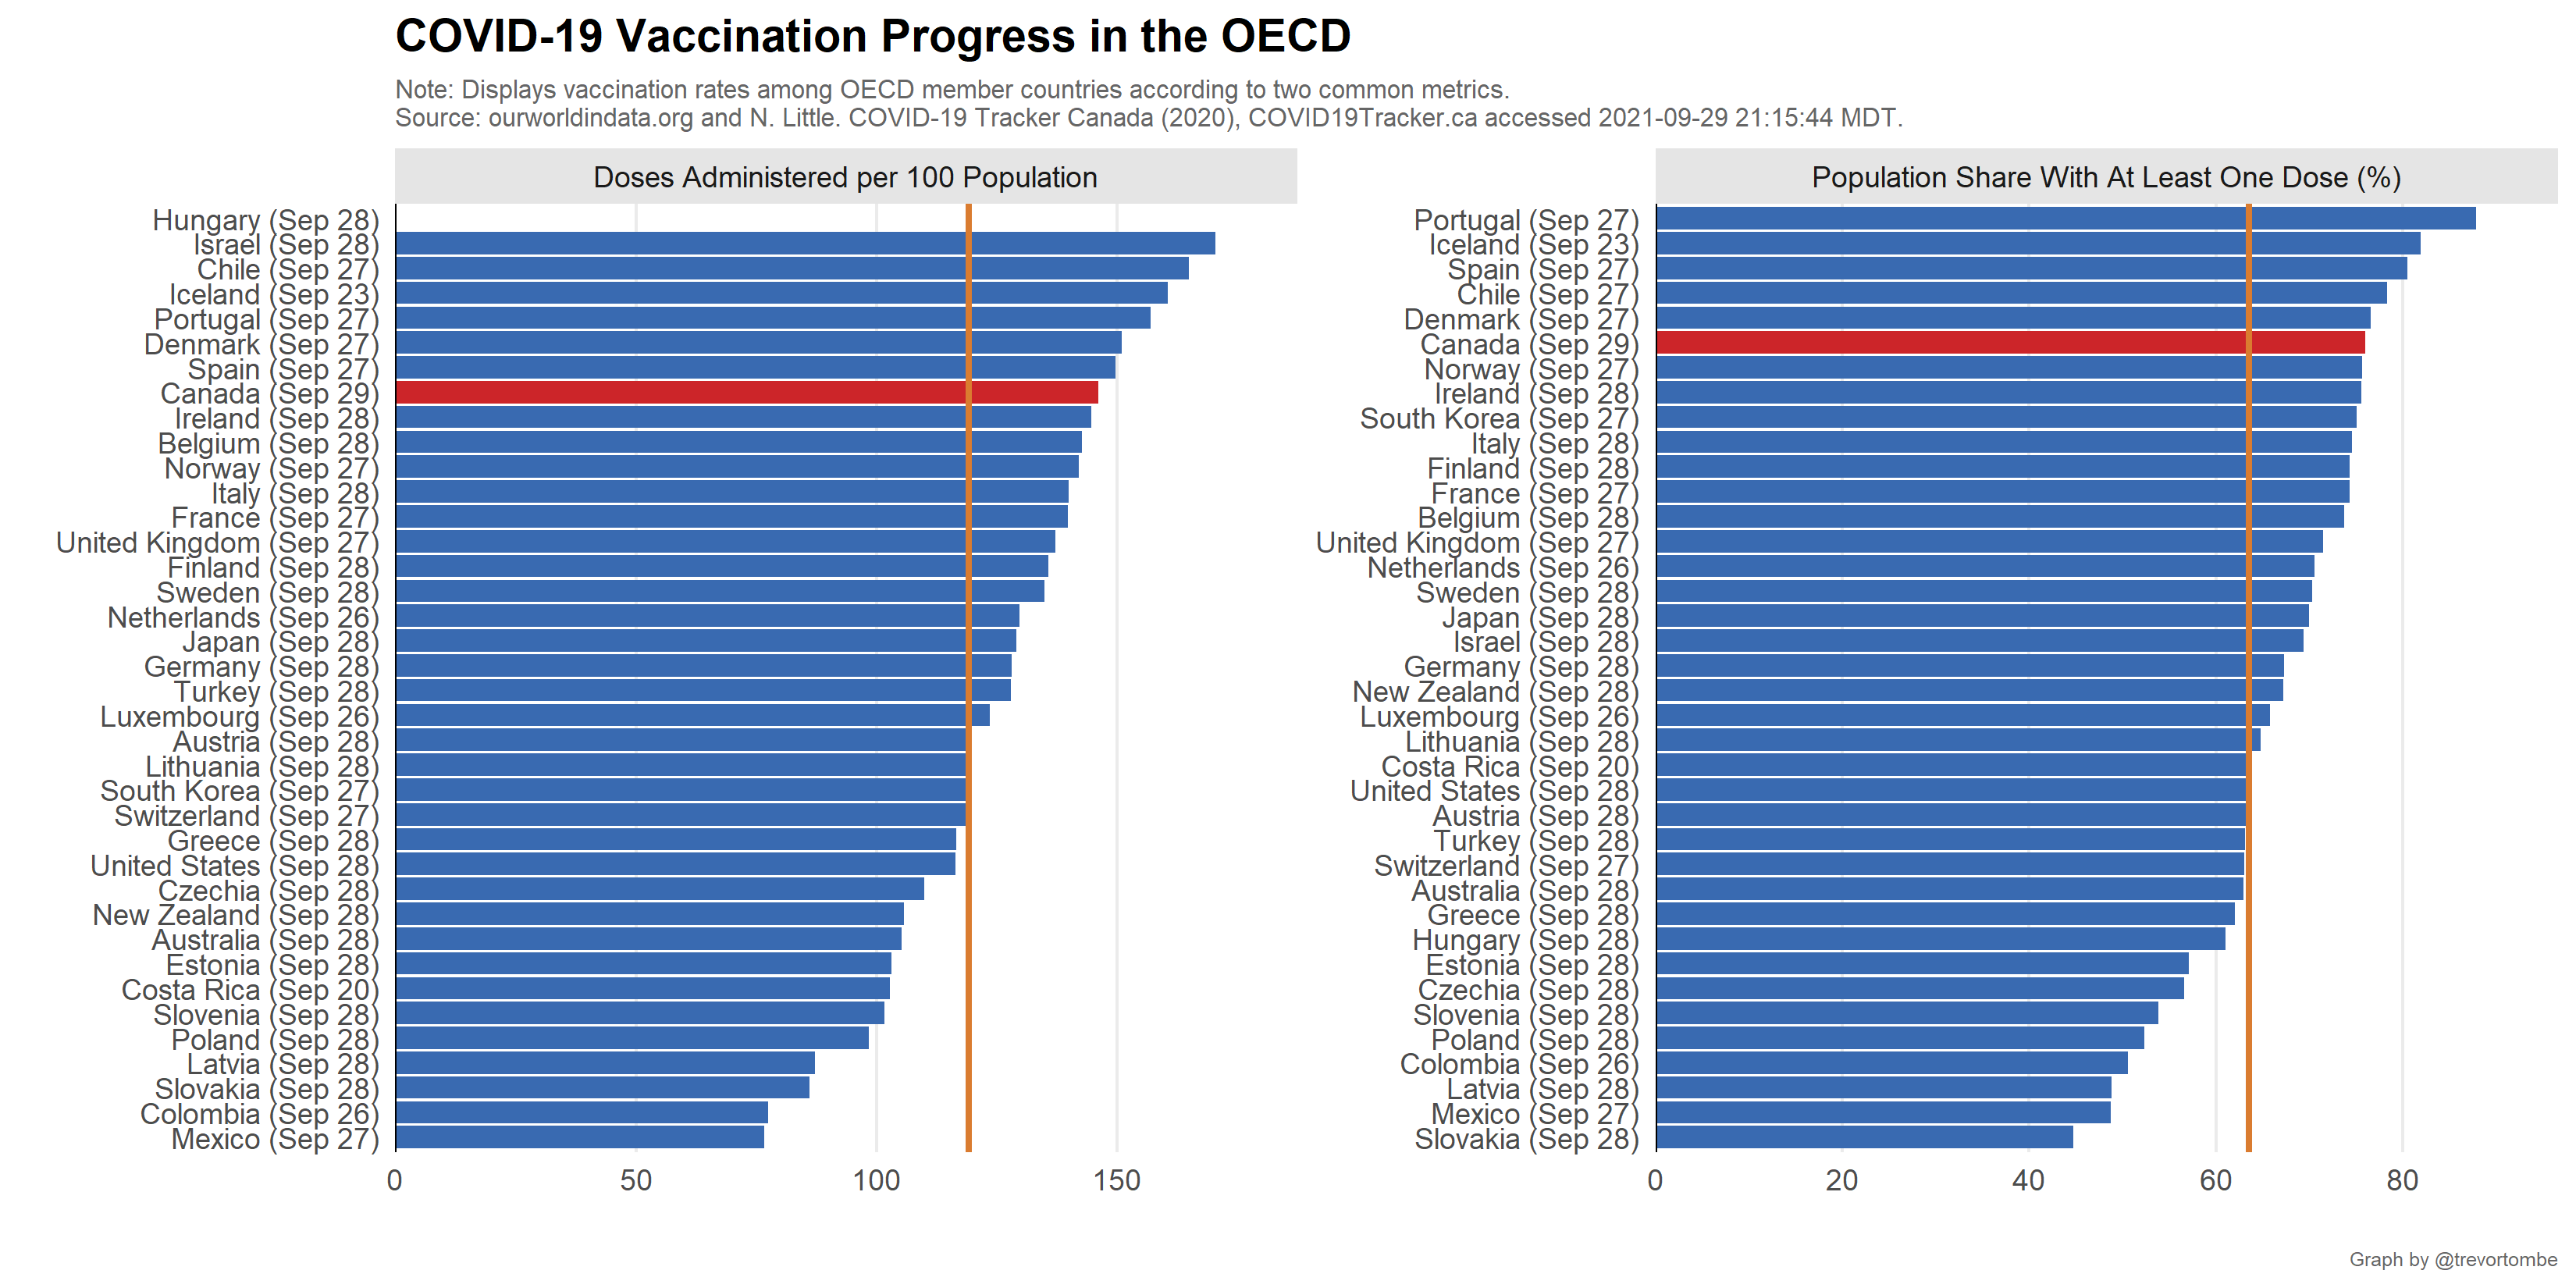 COVID-19 Vaccination Progress in the OECD
Note: Displays vaccination rates among OECD member countries according to two common metrics.
Source: ourworldindata.org and N. Little. COVID-19 Tracker Canada (2020), COVID19Tracker.ca accessed 2021-09-29 21:15:44 MDT.
Doses Administered per 100 Population
Hungary (Sep 28)
Israel (Sep 28)
Chile (Sep 27)
Iceland (Sep 23)
Portugal (Sep 27)
Denmark (Sep 27)
Spain (Sep 27)
Canada (Sep 29)
Ireland (Sep 28)
Belgium (Sep 28)
Norway (Sep 27)
Italy (Sep 28)
France (Sep 27)
United Kingdom (Sep 27)
Finland (Sep 28)
Sweden (Sep 28)
Netherlands (Sep 26)
Japan (Sep 28)
Germany (Sep 28)
Turkey (Sep 28)
Luxembourg (Sep 26)
Austria (Sep 28)
Lithuania (Sep 28)
South Korea (Sep 27)
Switzerland (Sep 27)
Greece (Sep 28)
United States (Sep 28)
Czechia (Sep 28)
New Zealand (Sep 28)
Australia (Sep 28)
Estonia (Sep 28)
Costa Rica (Sep 20)
Slovenia (Sep 28)
Poland (Sep 28)
Latvia (Sep 28)
Slovakia (Sep 28)
Colombia (Sep 26)
Mexico (Sep 27)
0 50 100 150
Population Share With At Least One Dose (%)
Portugal (Sep 27)
Iceland (Sep 23)
Spain (Sep 27)
Chile (Sep 27)
Denmark (Sep 27)
Canada (Sep 29)
Norway (Sep 27)
Ireland (Sep 28)
South Korea (Sep 27)
Italy (Sep 28)
Finland (Sep 28)
France (Sep 27)
Belgium (Sep 28)
United Kingdom (Sep 27)
Netherlands (Sep 26)
Sweden (Sep 28)
Japan (Sep 28)
Israel (Sep 28)
Germany (Sep 28)
New Zealand (Sep 28)
Luxembourg (Sep 26)
Lithuania (Sep 28)
Costa Rica (Sep 20)
United States (Sep 28)
Austria (Sep 28)
Turkey (Sep 28)
Switzerland (Sep 27)
Australia (Sep 28)
Greece (Sep 28)
Hungary (Sep 28)
Estonia (Sep 28)
Czechia (Sep 28)
Slovenia (Sep 28)
Poland (Sep 28)
Colombia (Sep 26)
Latvia (Sep 28)
Mexico (Sep 27)
Slovakia (Sep 28)
0 20 40 60 80
Graph by @trevortombe